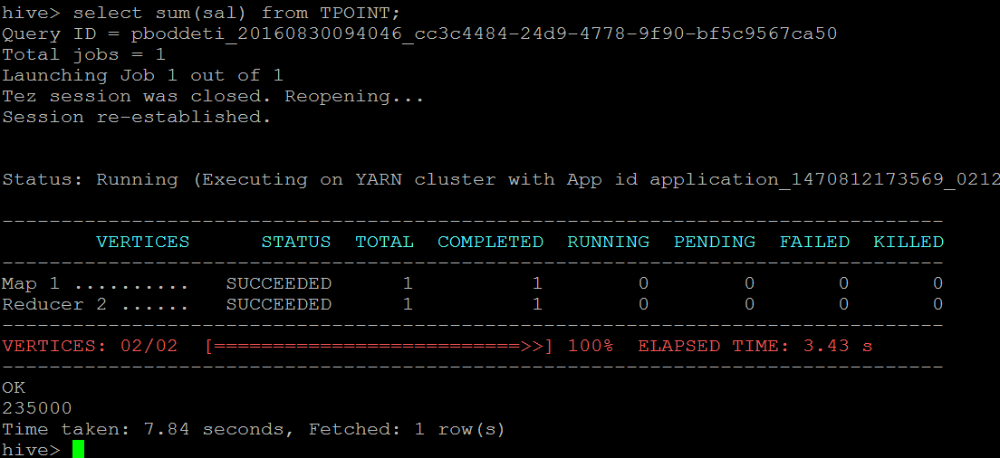 hive> select sum(sal) from TPOINT;
Query ID = pboddeti_20160830094046_cc3c4484-24d9-4778-9f90-bf5c9567ca50
Total jobs = 1
Launching Job 1 out of 1
Tez session was closed. Reopening...
Session re-established.
Status: Running (Executing on YARN cluster with App id application_1470812173569_0212
--------------------------------------------------------------------------------
        VERTICES      STATUS  TOTAL  COMPLETED  RUNNING  PENDING  FAILED  KILLED
--------------------------------------------------------------------------------
Map 1 ..........   SUCCEEDED      1          1        0        0       0       0
Reducer 2 ......   SUCCEEDED      1          1        0        0       0       0
--------------------------------------------------------------------------------
VERTICES: 02/02  [==========================>>] 100%  ELAPSED TIME: 3.43 s
--------------------------------------------------------------------------------
OK
235000
Time taken: 7.84 seconds, Fetched: 1 row(s)
hive>